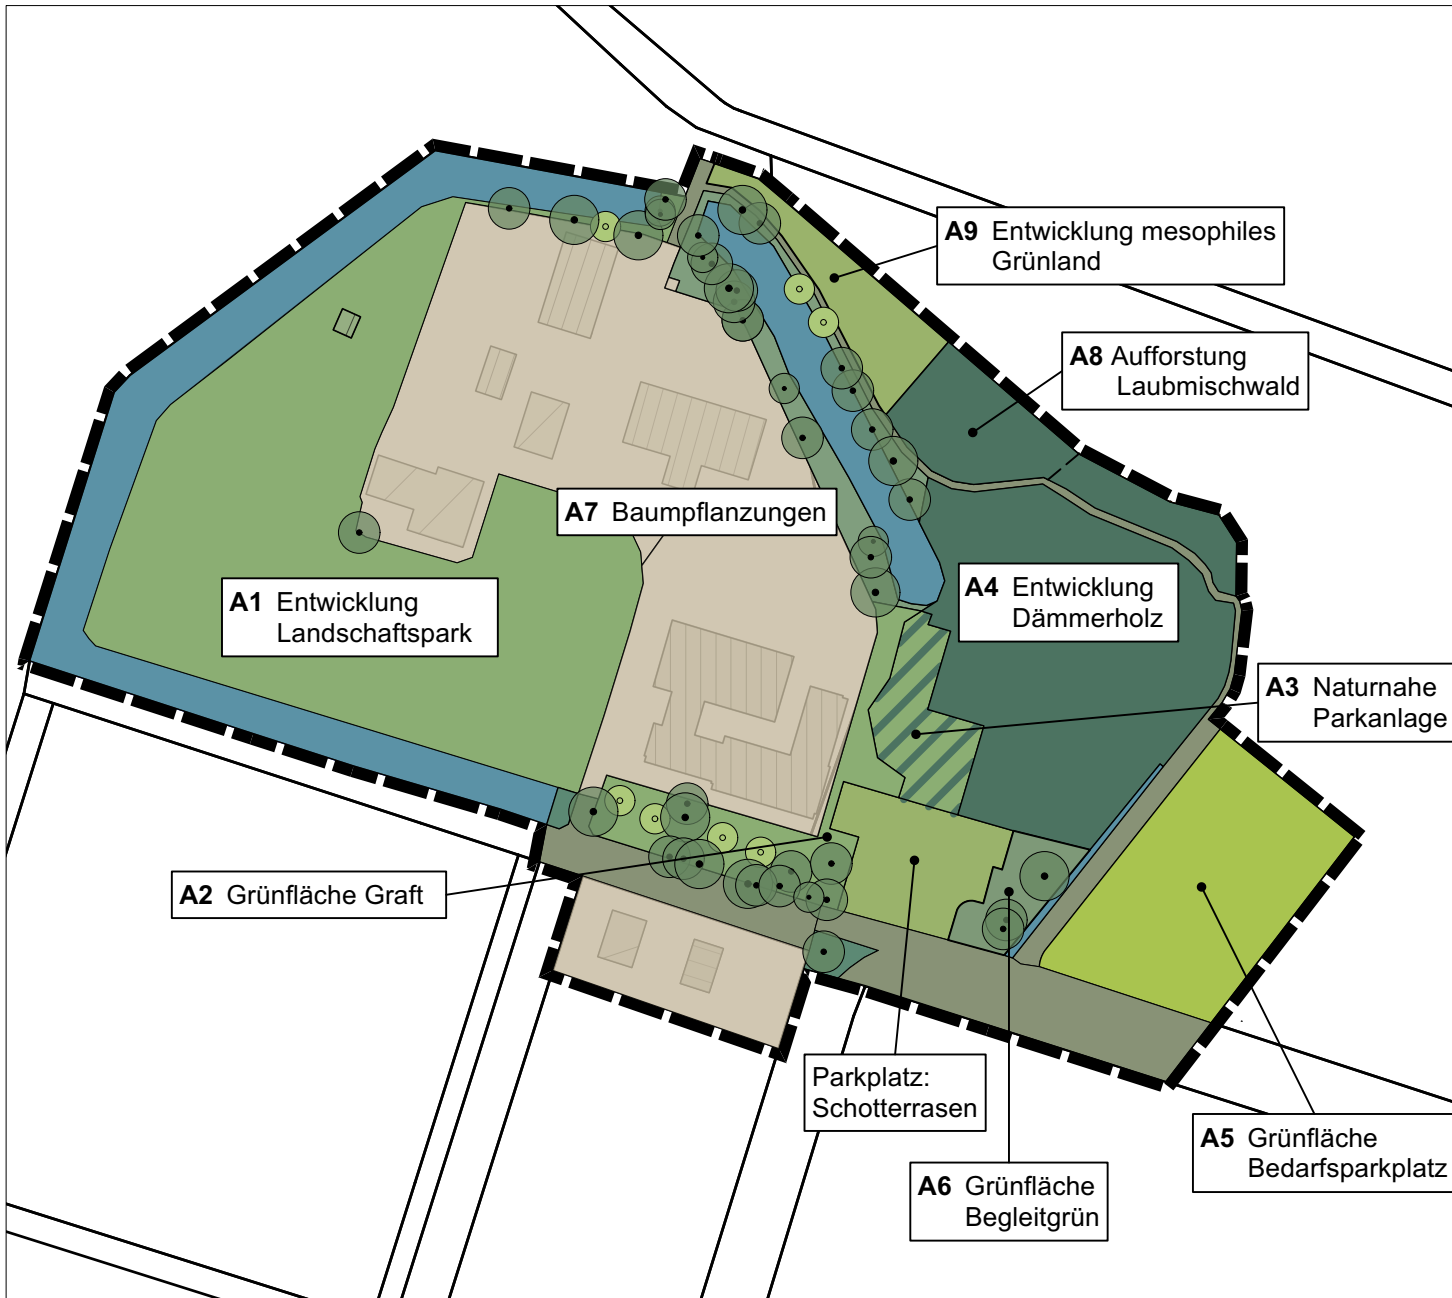 A9 Entwicklung mesophiles
Grünland
A8 Aufforstung
Laubmischwald
A7 Baumpflanzungen
A1 Entwicklung
Landschaftspark
A4 Entwicklung
Dämmerholz
A3 Naturnahe
Parkanlage
A2 Grünfläche Graft
Parkplatz:
Schotterrasen
A5 Grünfläche
Bedarfsparkplatz
A6 Grünfläche
Begleitgrün